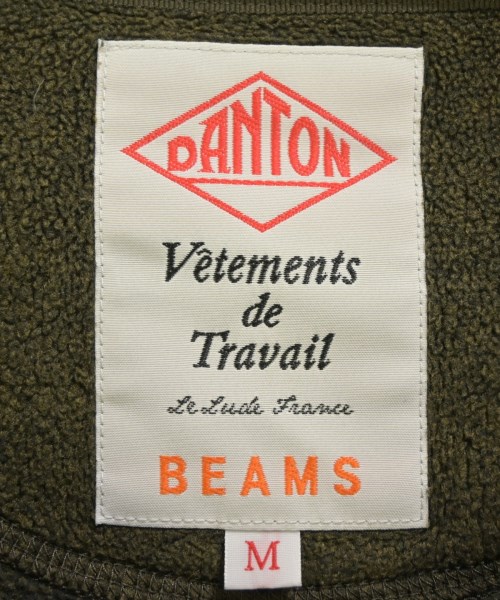 DANTON
Vêtements
de
Travail
Le Lude France
BEAMS
M